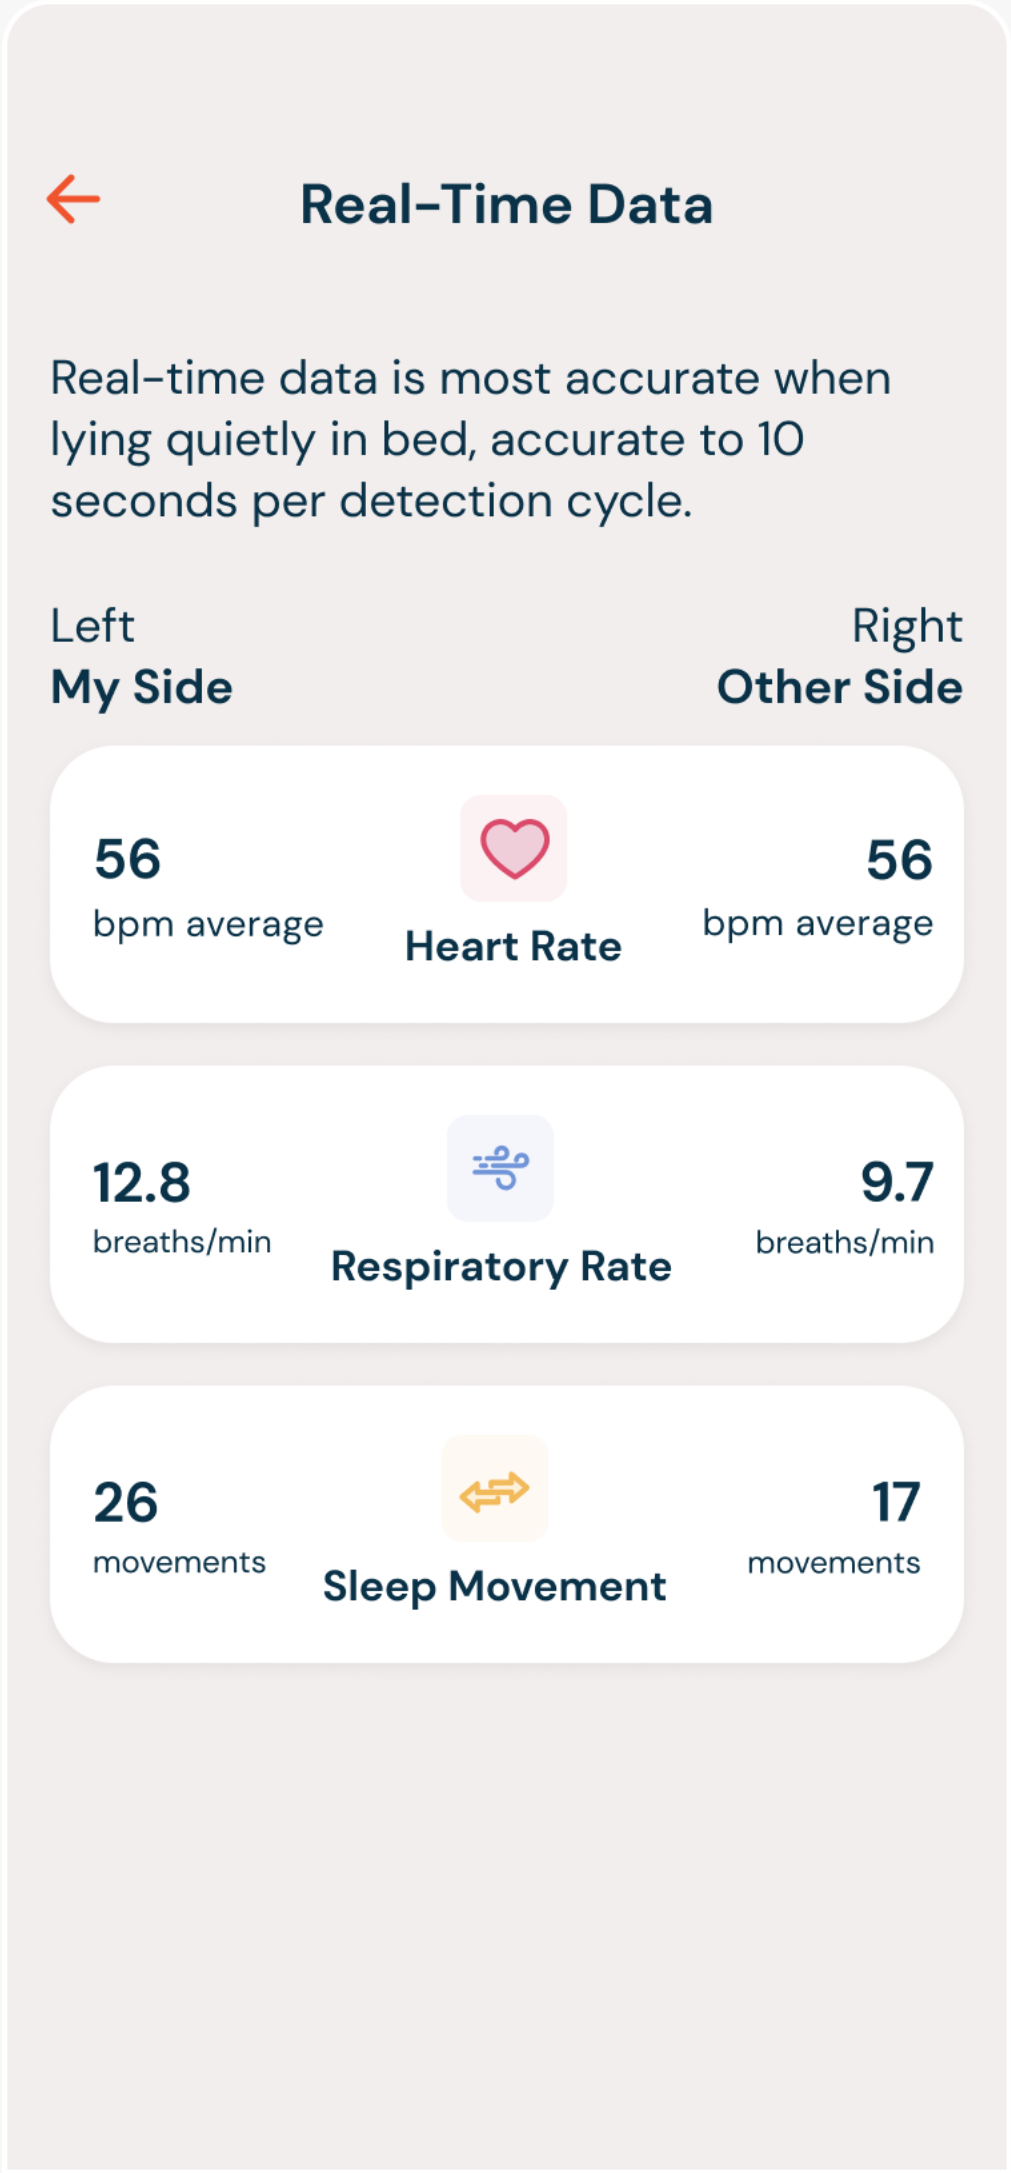 Real-Time Data
Real-time data is most accurate when
lying quietly in bed, accurate to 10
seconds per detection cycle.
Left
Right
My Side
Other Side
56
56
bpm average
bpm average
Heart Rate
12.8
9.7
breaths/min
breaths/min
Respiratory Rate
26
17
movements
movements
Sleep Movement